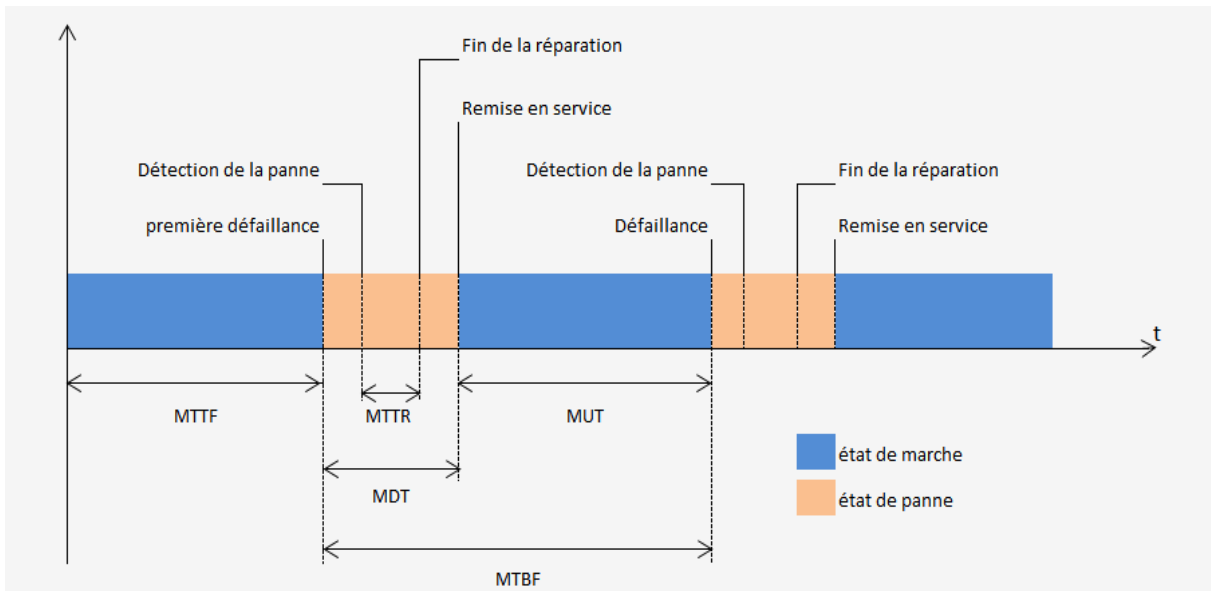 Fin de la réparation
Remise en service
Détection de la panne
Détection de la panne
Fin de la réparation
première défaillance
Défaillance
Remise en service
t
MTTF
MTTR
MUT
état de marche
MDT
état de panne
MTBF